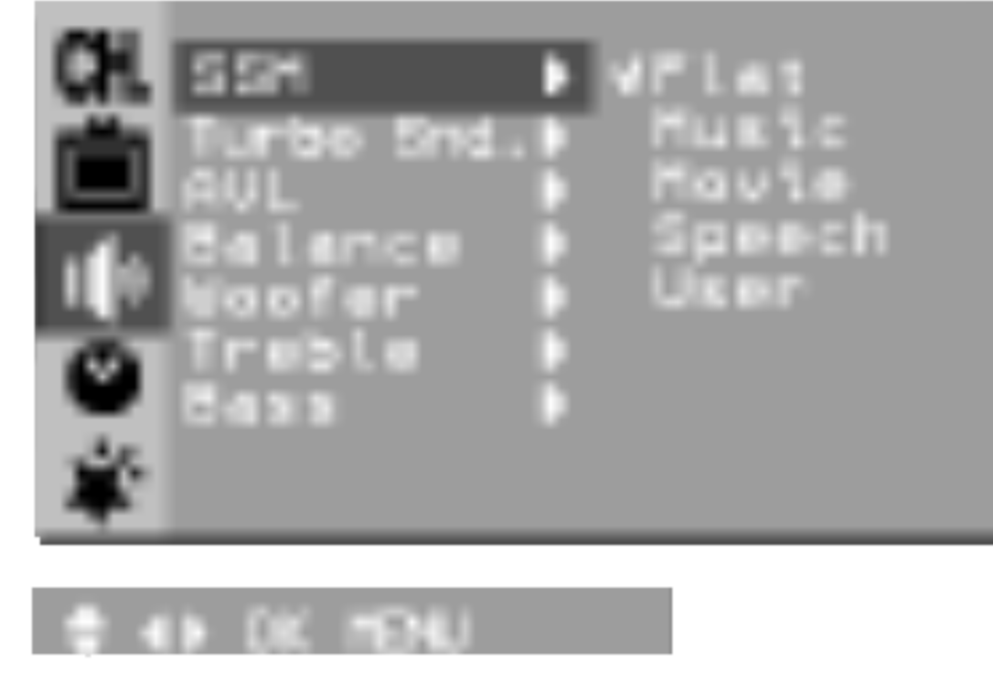 CH.
SSM √Flat
Turbo Snd. Music
AVL Movie
Balance Speech
Woofer User
Treble
Bass
OK MENU